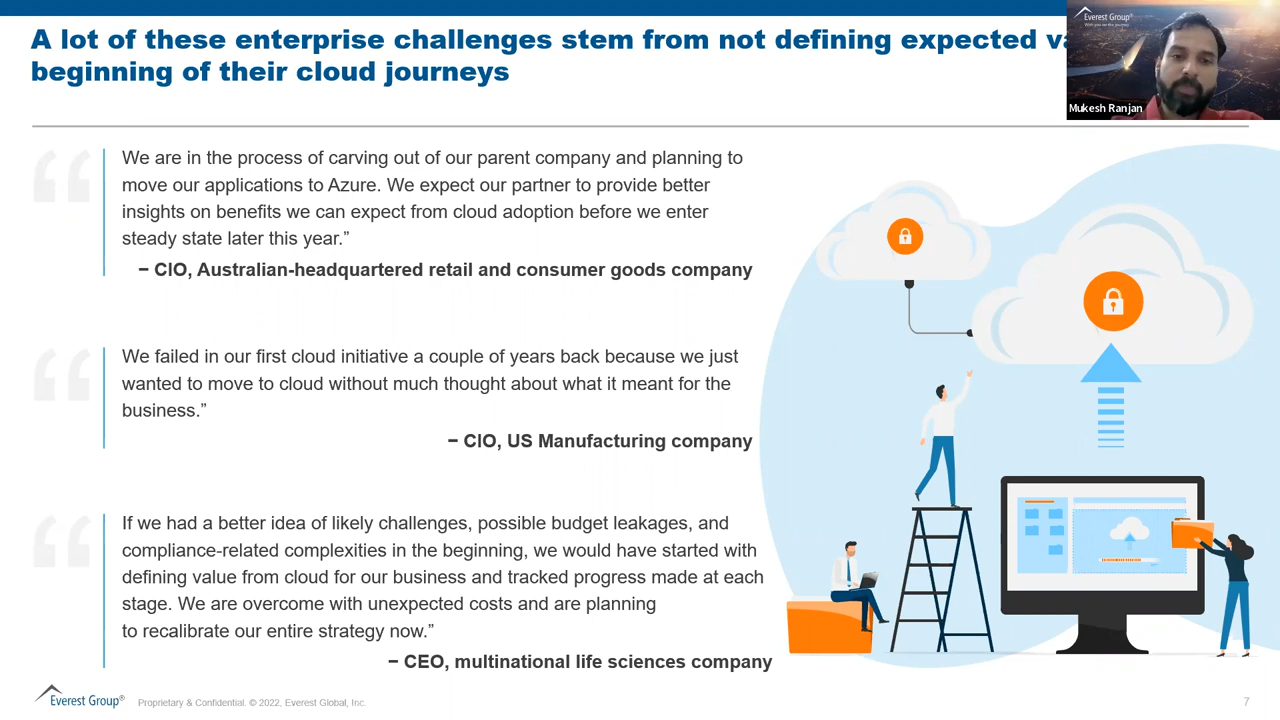 A lot of these enterprise challenges stem from not defining expected
beginning of their cloud journeys
Everest Group®
With you on the journey
Mukesh Ranjan
We are in the process of carving out of our parent company and planning to
move our applications to Azure. We expect our partner to provide better
insights on benefits we can expect from cloud adoption before we enter
steady state later this year.”
− CIO, Australian-headquartered retail and consumer goods company
We failed in our first cloud initiative a couple of years back because we just
wanted to move to cloud without much thought about what it meant for the
business.”
− CIO, US Manufacturing company
If we had a better idea of likely challenges, possible budget leakages, and
compliance-related complexities in the beginning, we would have started with
defining value from cloud for our business and tracked progress made at each
stage. We are overcome with unexpected costs and are planning
to recalibrate our entire strategy now.”
− CEO, multinational life sciences company
Everest Group®
Proprietary & Confidential. © 2022, Everest Global, Inc.
7